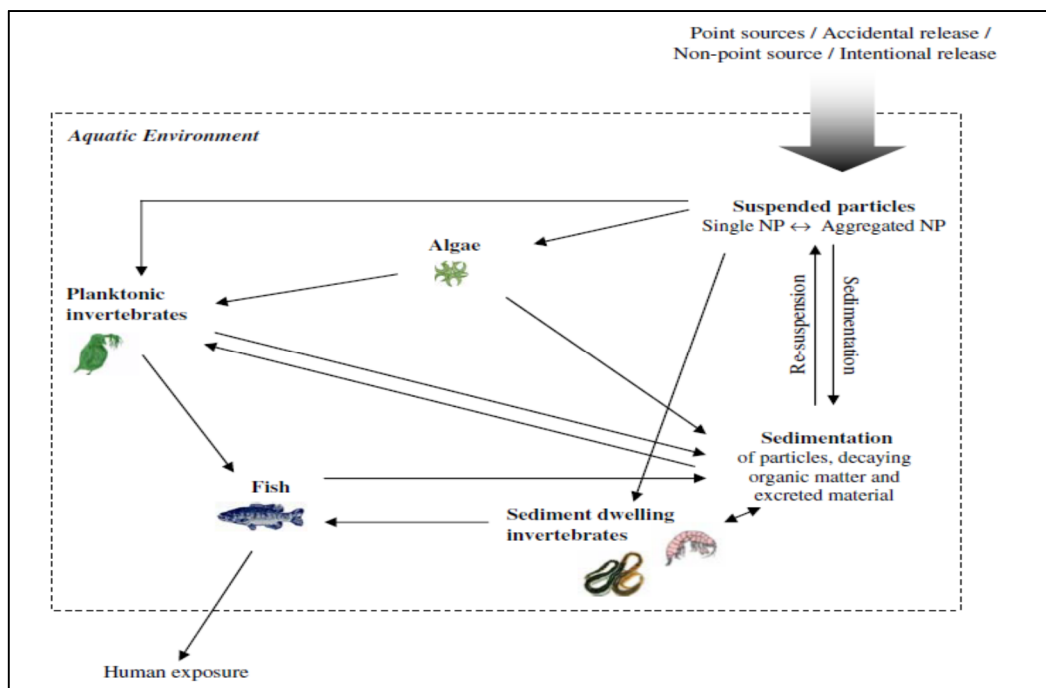 Point sources / Accidental release /
Non-point source / Intentional release
Aquatic Environment
Suspended particles
Single NP ↔ Aggregated NP
Algae
Planktonic
invertebrates
Re-suspension
Sedimentation
Sedimentation
of particles, decaying
organic matter and
excreted material
Fish
Sediment dwelling
invertebrates
Human exposure